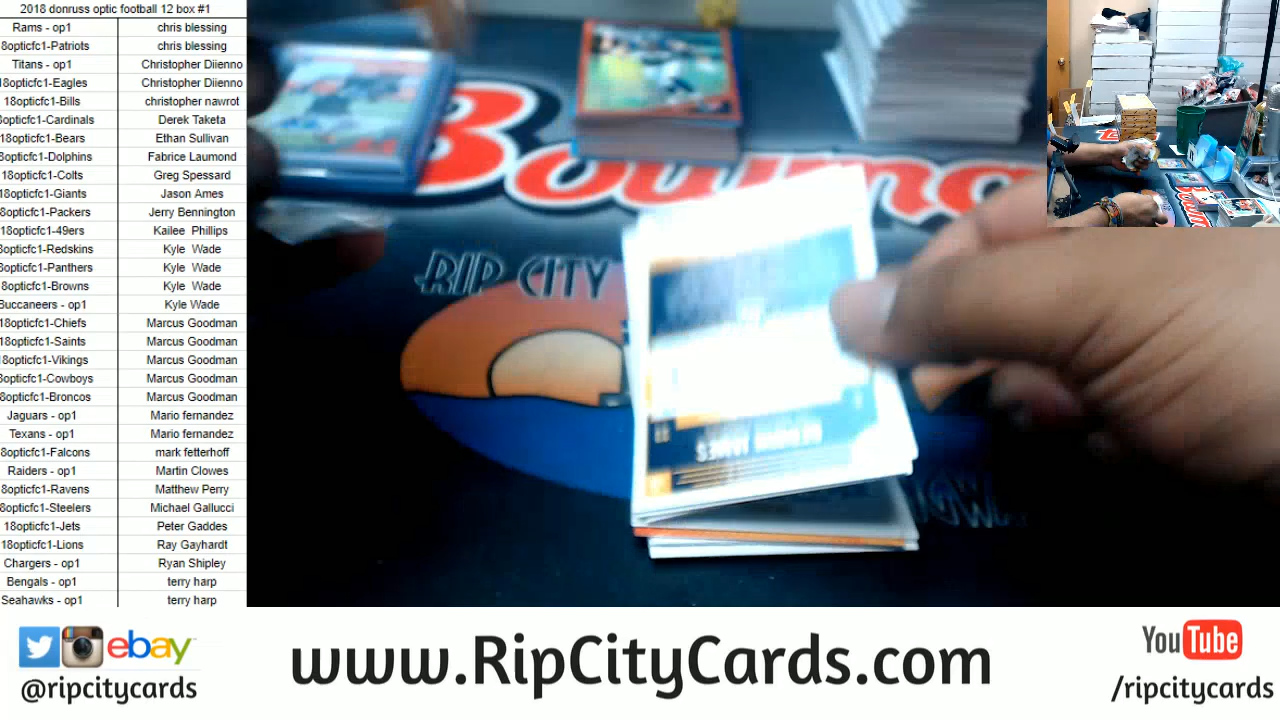 2018 donruss optic football 12 box #1
Rams - op1 chris blessing
8opticfc1-Patriots chris blessing
Titans - op1 Christopher Diienno
18opticfc1-Eagles Christopher Diienno
18opticfc1-Bills christopher nawrot
8opticfc1-Cardinals Derek Taketa
18opticfc1-Bears Ethan Sullivan
8opticfc1-Dolphins Fabrice Laumond
18opticfc1-Colts Greg Spessard
18opticfc1-Giants Jason Ames
8opticfc1-Packers Jerry Bennington
18opticfc1-49ers Kailee Phillips
8opticfc1-Redskins Kyle Wade
8opticfc1-Panthers Kyle Wade
8opticfc1-Browns Kyle Wade
Buccaneers - op1 Kyle Wade
18opticfc1-Chiefs Marcus Goodman
18opticfc1-Saints Marcus Goodman
18opticfc1-Vikings Marcus Goodman
8opticfc1-Cowboys Marcus Goodman
8opticfc1-Broncos Marcus Goodman
Jaguars - op1 Mario fernandez
Texans - op1 Mario fernandez
8opticfc1-Falcons mark fetterhoff
Raiders - op1 Martin Clowes
8opticfc1-Ravens Matthew Perry
8opticfc1-Steelers Michael Gallucci
18opticfc1-Jets Peter Gaddes
18opticfc1-Lions Ray Gayhardt
Chargers - op1 Ryan Shipley
Bengals - op1 terry harp
Seahawks - op1 terry harp
Bowma
RIP CITY
ebay
@ripcitycards
www.RipCityCards.com
YouTube
/ripcitycards